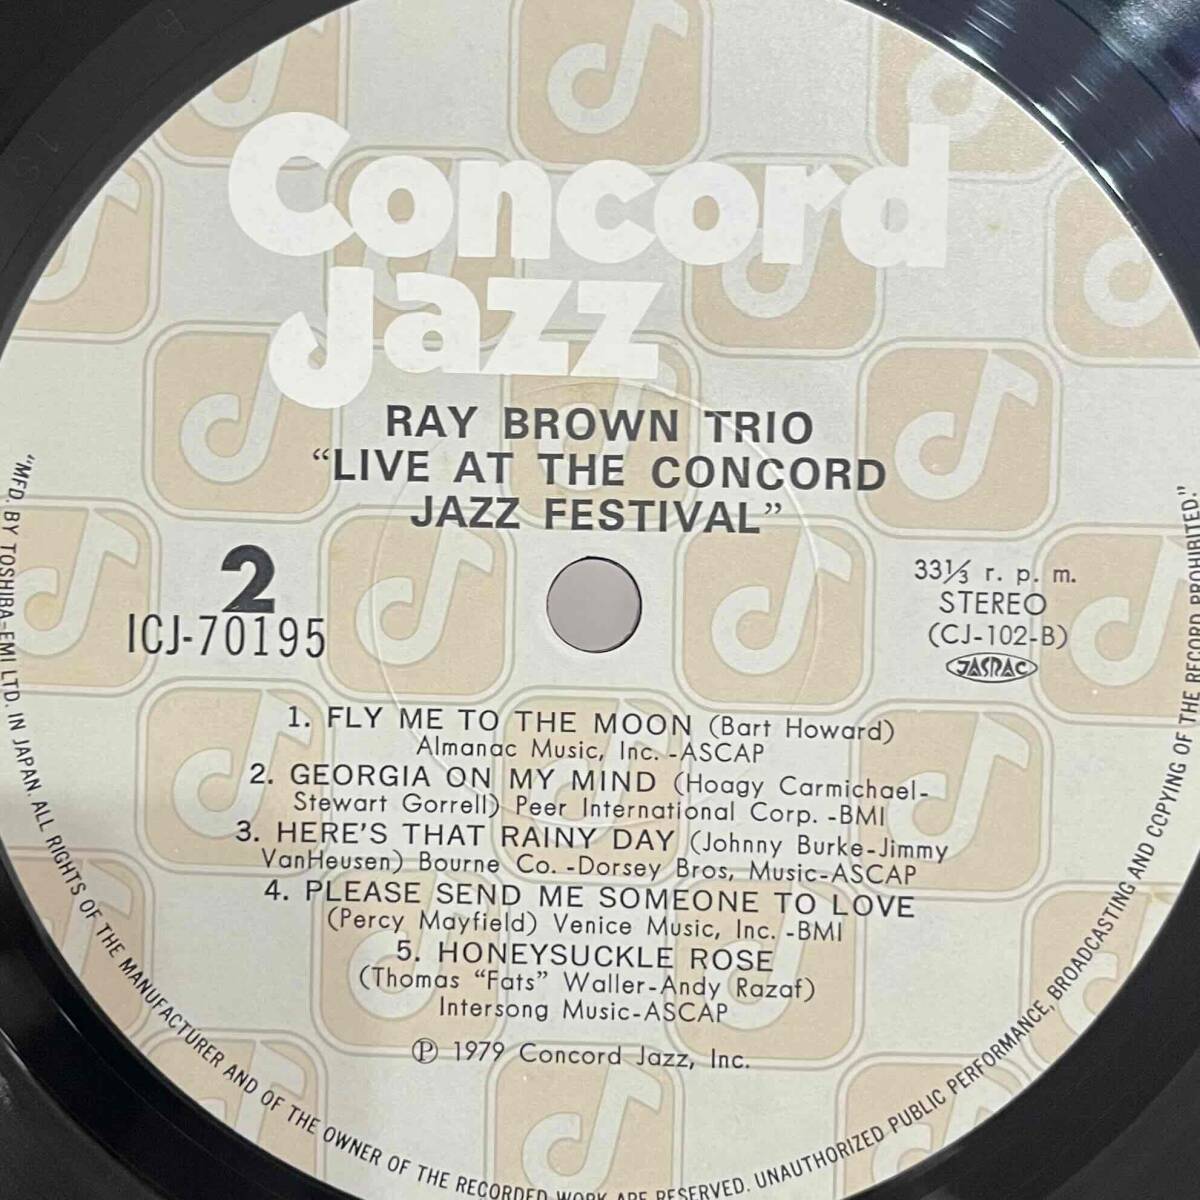 Concord
Jazz
RAY BROWN TRIO
“LIVE AT THE CONCORD
JAZZ FESTIVAL”
2
ICJ-70195
33⅓ r. p. m.
STEREO
(CJ-102-B)
JASRAC
1. FLY ME TO THE MOON (Bart Howard)
Almanac Music, Inc. -ASCAP
2. GEORGIA ON MY MIND (Hoagy Carmichael-
Stewart Gorrell) Peer International Corp. -BMI
3. HERE'S THAT RAINY DAY (Johnny Burke-Jimmy
VanHeusen) Bourne Co. -Dorsey Bros, Music-ASCAP
4. PLEASE SEND ME SOMEONE TO LOVE
(Percy Mayfield) Venice Music, Inc. -BMI
5. HONEYSUCKLE ROSE
(Thomas “Fats” Waller-Andy Razaf)
Intersong Music-ASCAP
Ⓟ 1979 Concord Jazz, Inc.
“MFD. BY TOSHIBA-EMI LTD. IN JAPAN. ALL RIGHTS OF THE MANUFACTURER AND OF THE OWNER OF THE RECORDED WORK ARE RESERVED. UNAUTHORIZED PUBLIC PERFORMANCE, BROADCASTING AND COPYING OF THE RECORD PROHIBITED.”